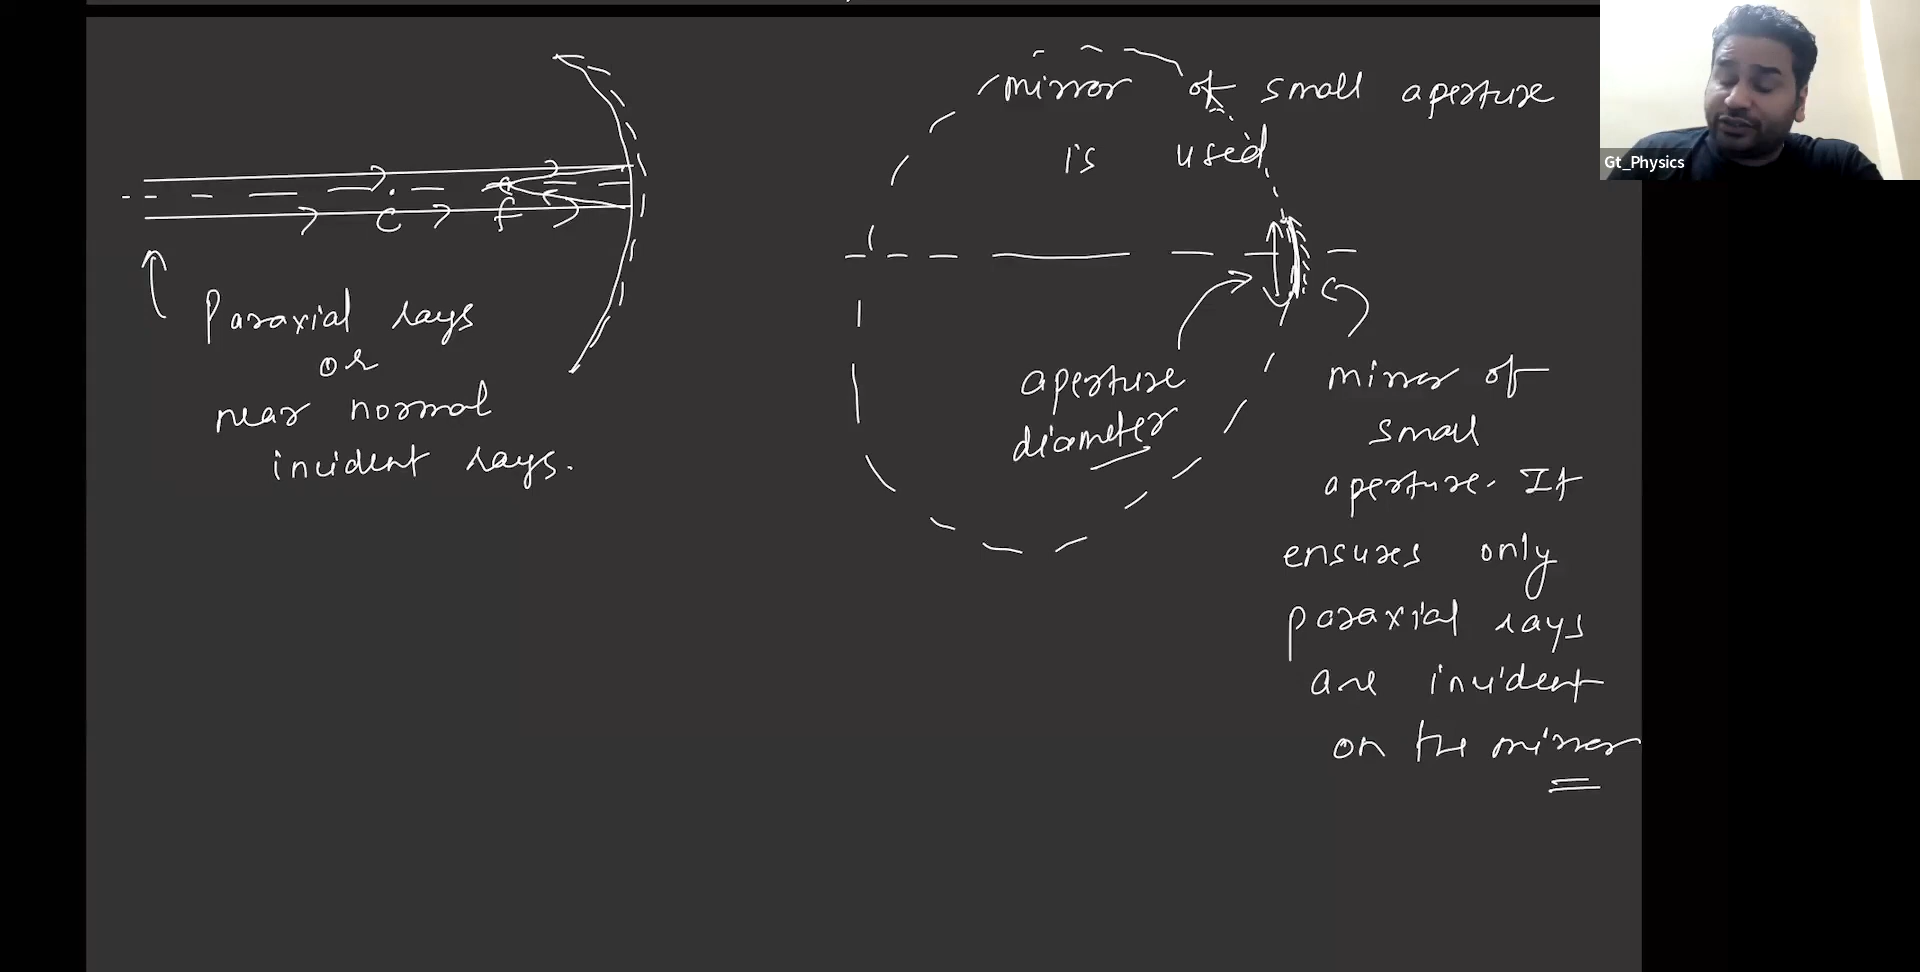 mirror of small aperture
is used
Gt_Physics
C
f
Paraxial rays
or
near normal
incident rays.
aperture
diameter
mirror of
small
aperture. It
ensures only
paraxial rays
are incident
on the mirror